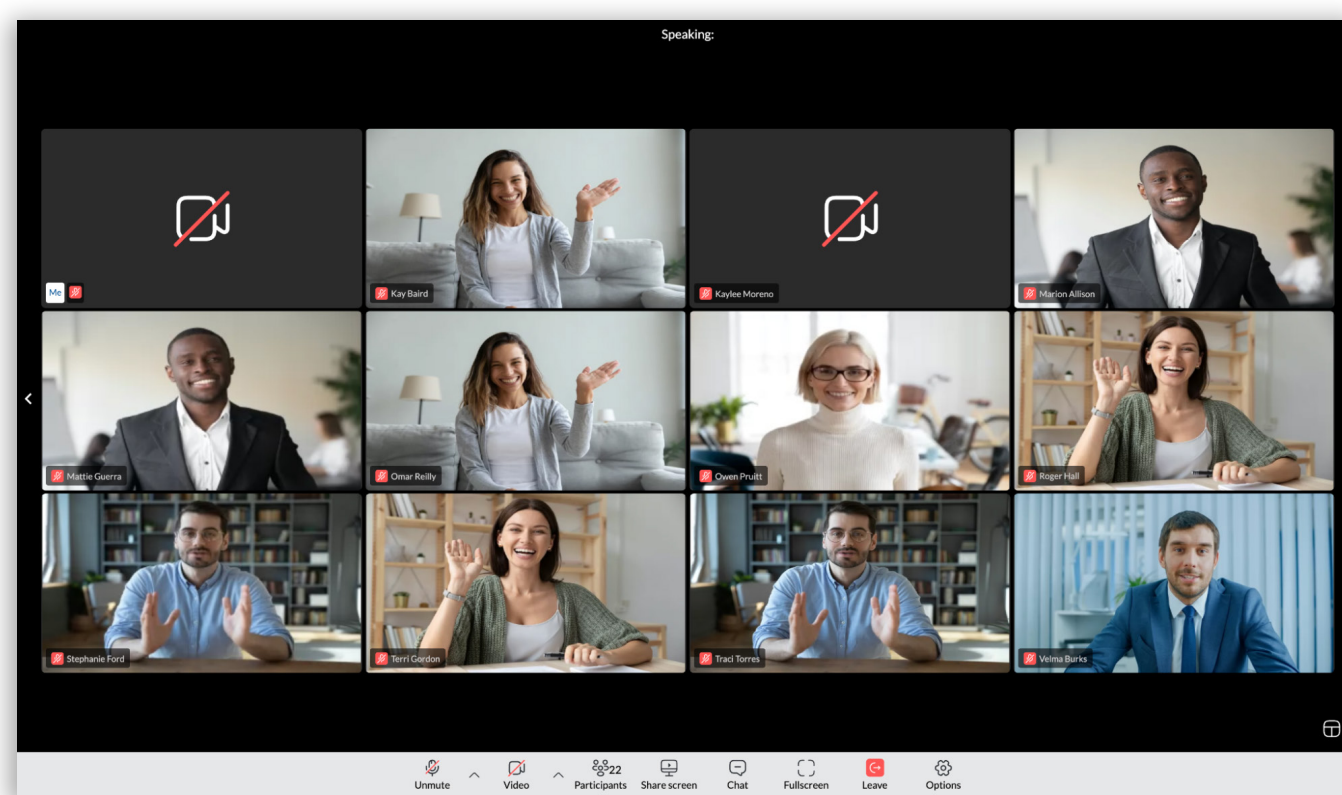 Speaking:
Me
Kay Baird
Kaylee Moreno
Marion Allison
Mattie Guerra
Omar Reilly
Owen Pruitt
Roger Hall
Stephanie Ford
Terri Gordon
Traci Torres
Velma Burks
22
Unmute
Video
Participants
Share screen
Chat
Fullscreen
Leave
Options